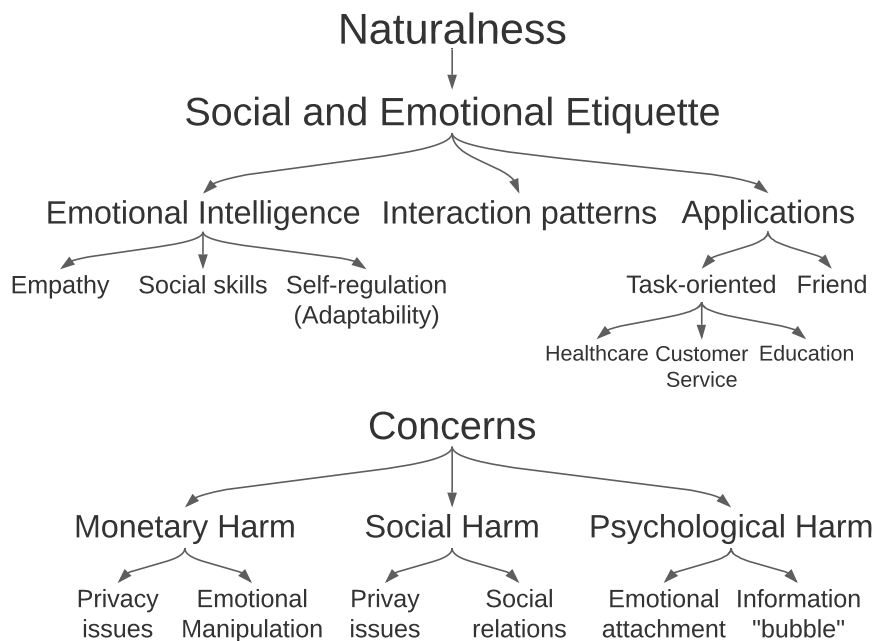 Naturalness
Social and Emotional Etiquette
Emotional Intelligence Interaction patterns Applications
Empathy Social skills Self-regulation Task-oriented Friend
(Adaptability)
Healthcare Customer Education
Service
Concerns
Monetary Harm Social Harm Psychological Harm
Privacy Emotional Privay Social Emotional Information
issues Manipulation issues relations attachment "bubble"